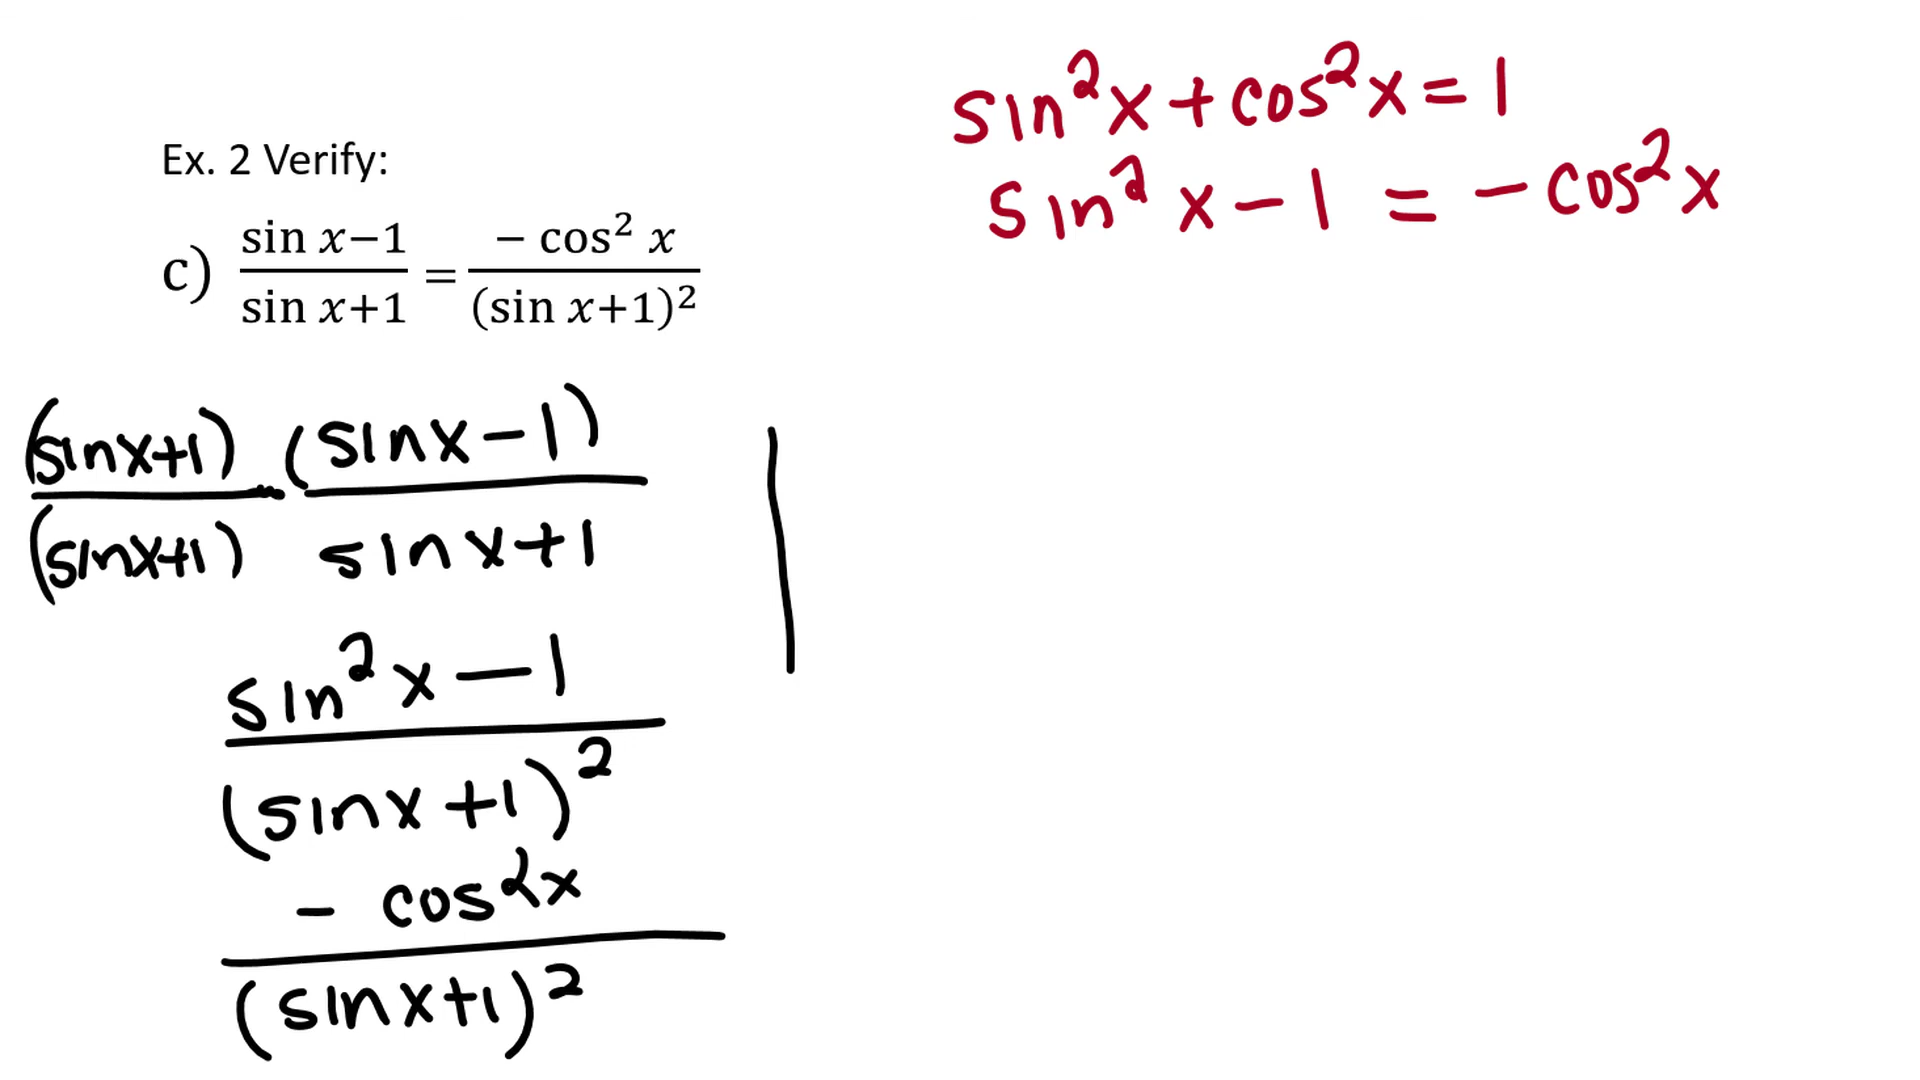 sin²x + cos²x = 1
sin²x − 1 = − cos²x
Ex. 2 Verify:
c) (sin x−1)/(sin x+1) = (− cos² x)/((sin x+1)²)
(sinx+1) (sinx−1)
(sinx+1) sinx+1
sin²x − 1
(sinx+1)²
− cos²x
(sinx+1)²